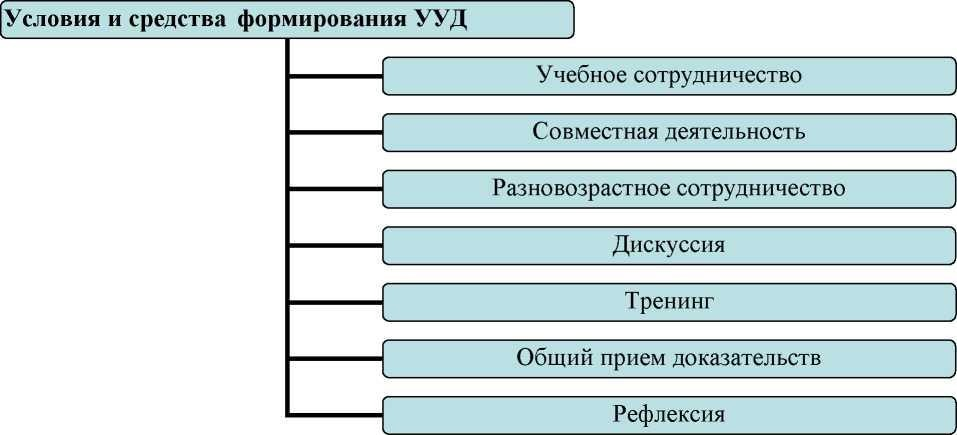 Условия и средства формирования УУД
Учебное сотрудничество
Совместная деятельность
Разновозрастное сотрудничество
Дискуссия
Тренинг
Общий прием доказательств
Рефлексия